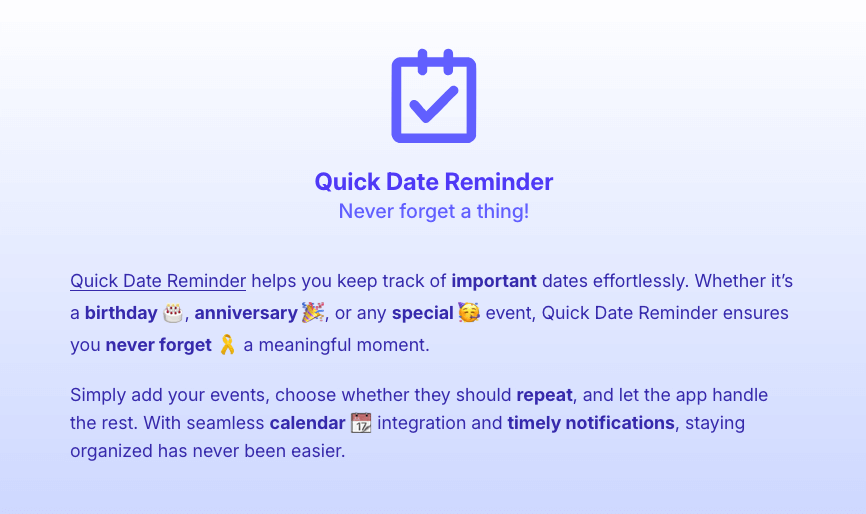 Quick Date Reminder
Never forget a thing!
Quick Date Reminder helps you keep track of important dates effortlessly. Whether it’s
a birthday 🎂, anniversary 🎉, or any special 🥳 event, Quick Date Reminder ensures
you never forget 🎗️ a meaningful moment.
Simply add your events, choose whether they should repeat, and let the app handle
the rest. With seamless calendar 📆 integration and timely notifications, staying
organized has never been easier.